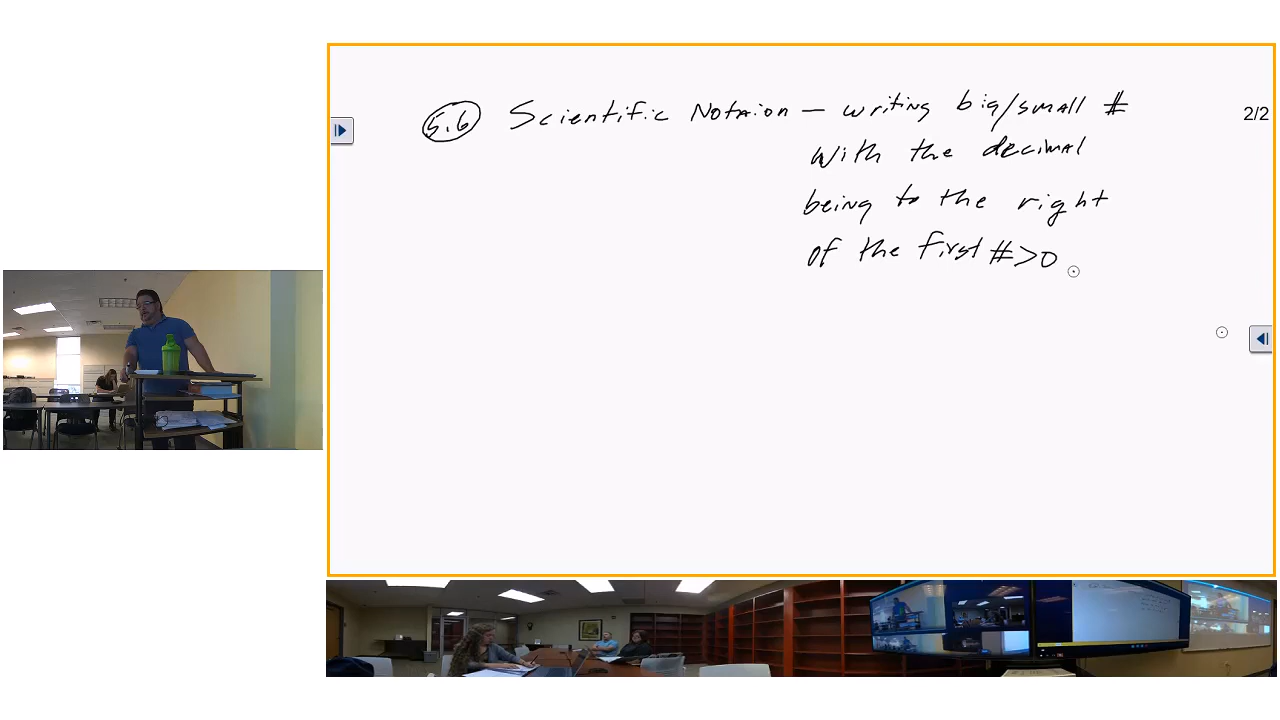 5.6 Scientific Notaion — writing big/small #
with the decimal
being to the right
of the first #>0
2/2